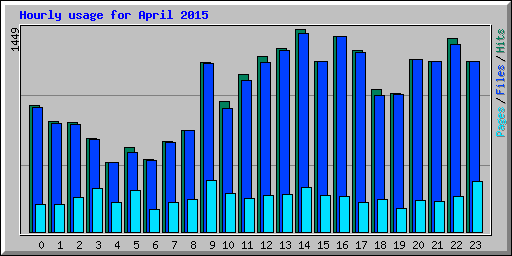 Hourly usage for April 2015
1449
Pages / Files / Hits
0 1 2 3 4 5 6 7 8 9 10 11 12 13 14 15 16 17 18 19 20 21 22 23